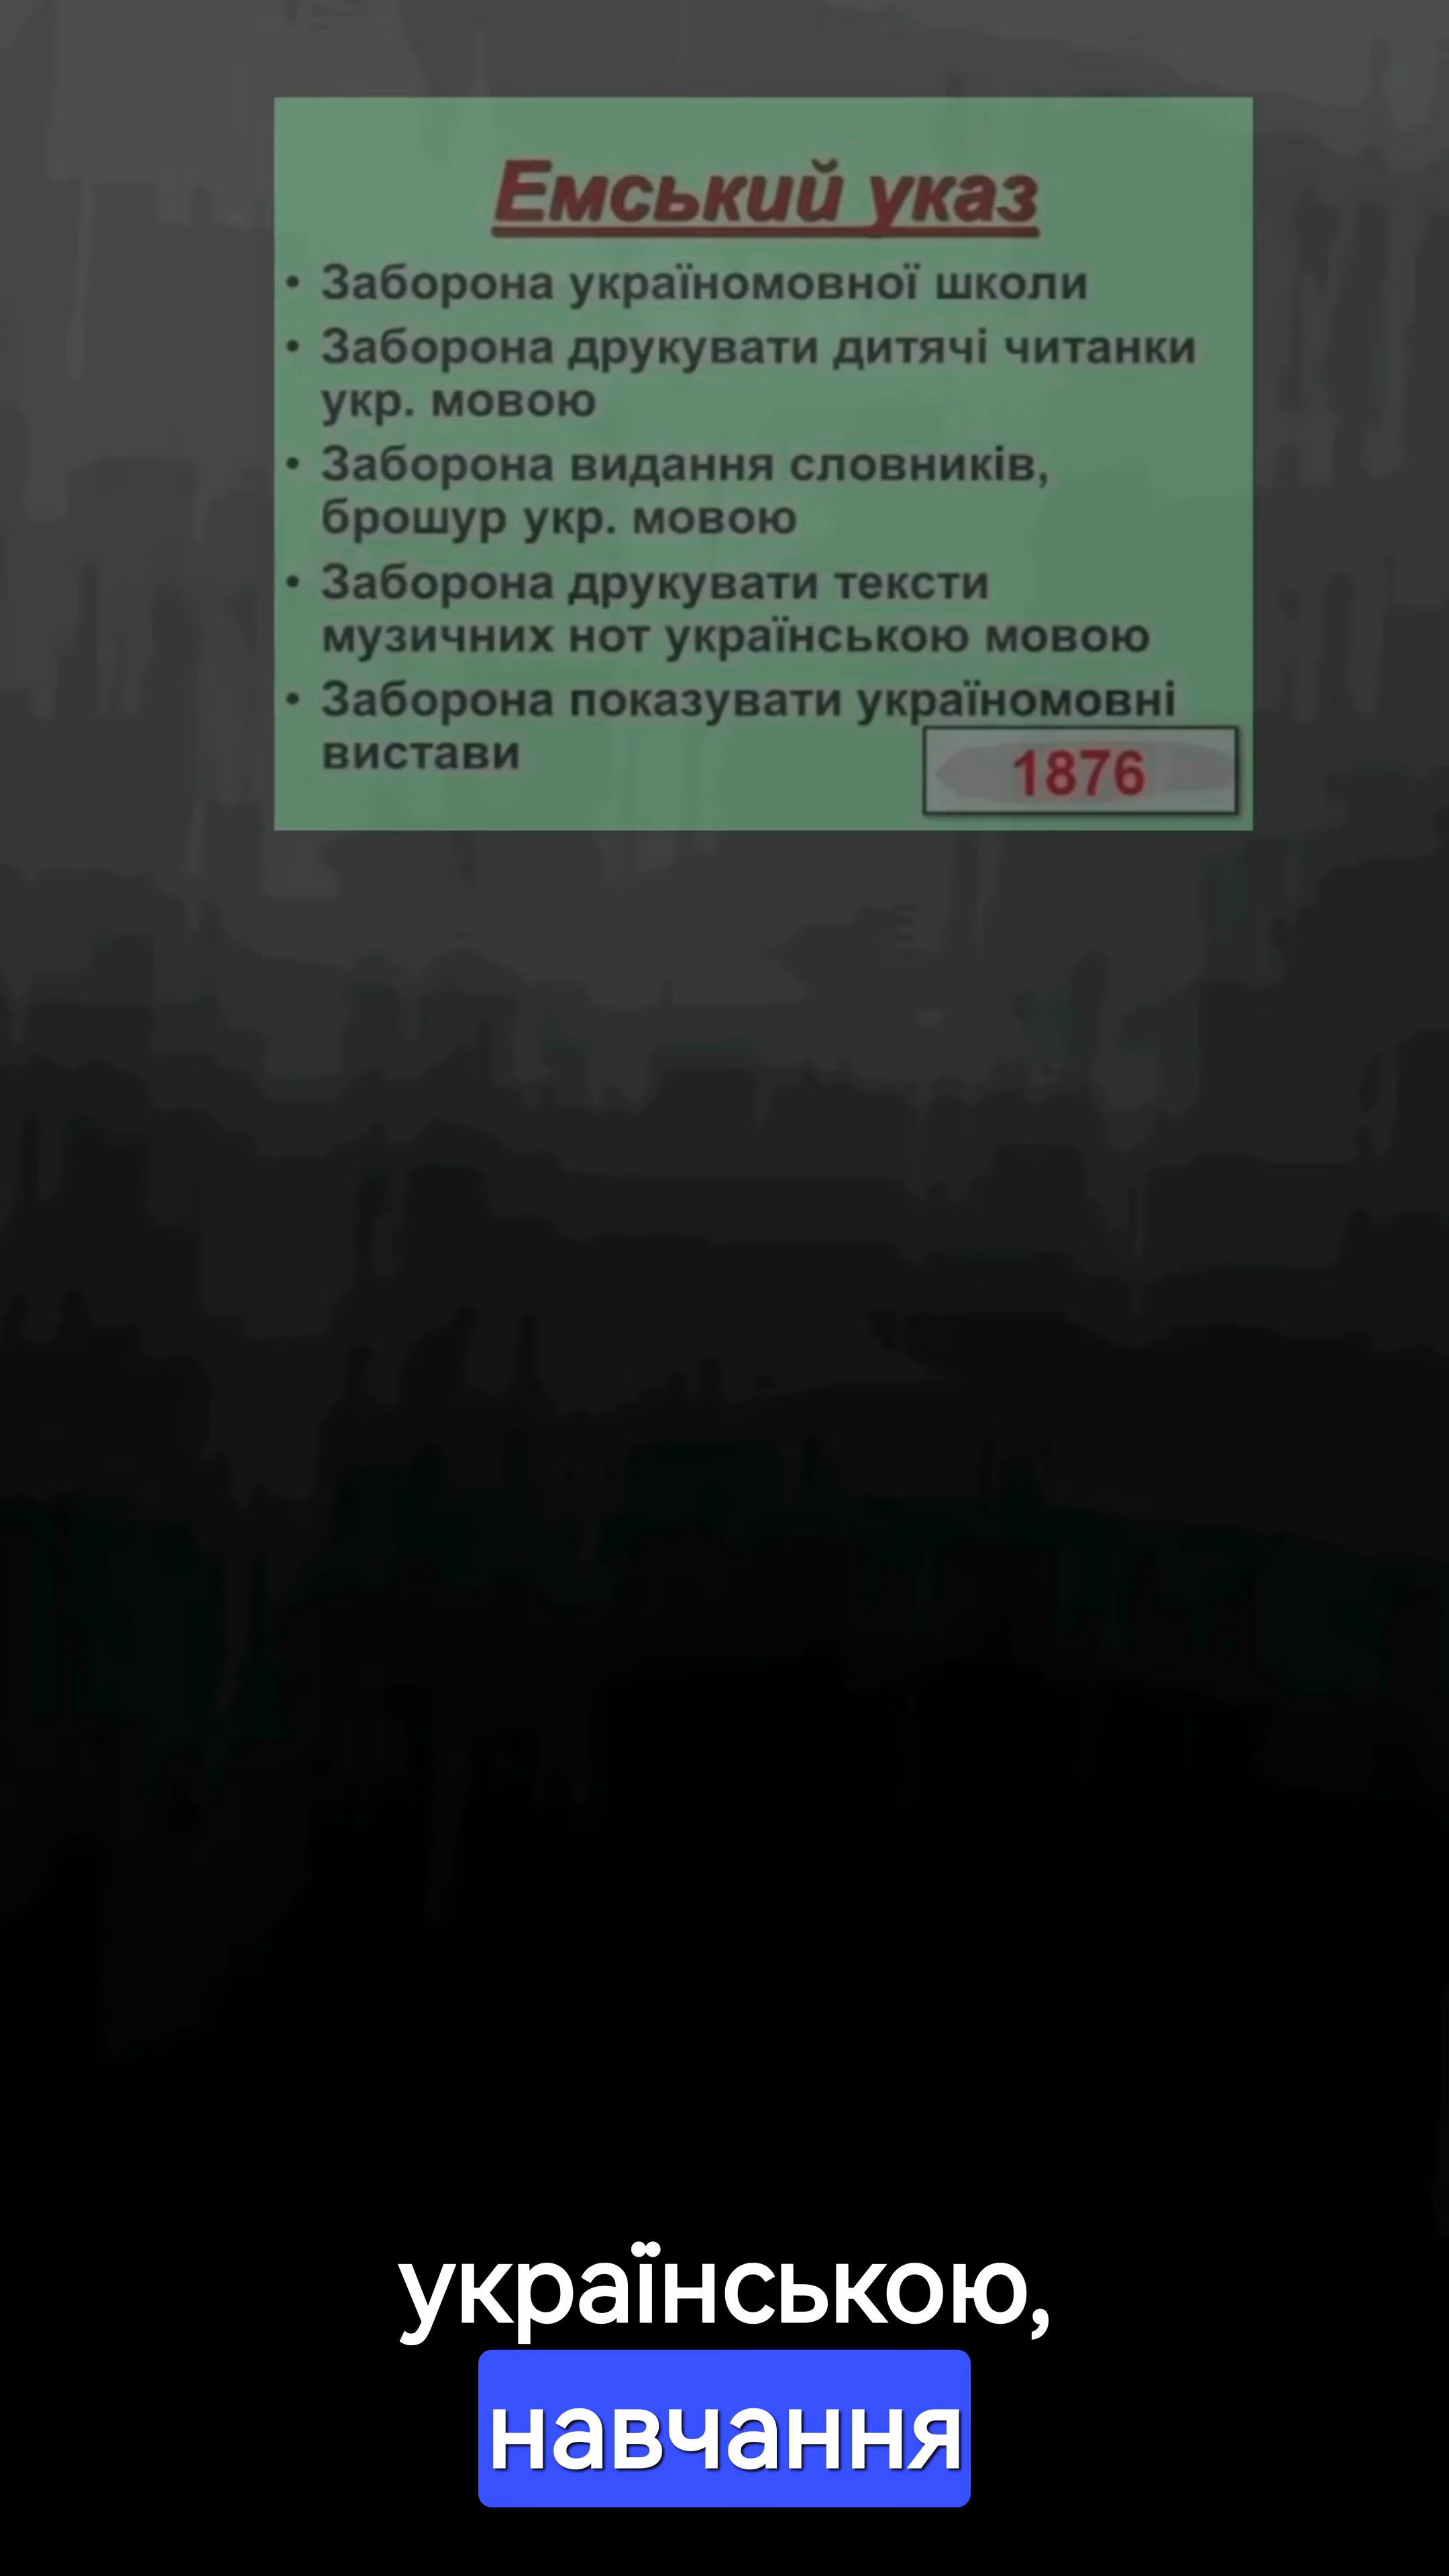 Емський указ
• Заборона україномовної школи
• Заборона друкувати дитячі читанки
укр. мовою
• Заборона видання словників,
брошур укр. мовою
• Заборона друкувати тексти
музичних нот українською мовою
• Заборона показувати україномовні
вистави
1876
українською,
навчання